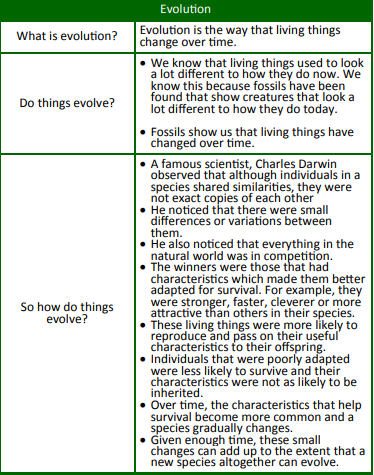 Evolution
What is evolution?
Evolution is the way that living things
change over time.
Do things evolve?
• We know that living things used to look
a lot different to how they do now. We
know this because fossils have been
found that show creatures that look a
lot different to how they do today.
• Fossils show us that living things have
changed over time.
So how do things
evolve?
• A famous scientist, Charles Darwin
observed that although individuals in a
species shared similarities, they were
not exact copies of each other
• He noticed that there were small
differences or variations between
them.
• He also noticed that everything in the
natural world was in competition.
• The winners were those that had
characteristics which made them better
adapted for survival. For example, they
were stronger, faster, cleverer or more
attractive than others in their species.
• These living things were more likely to
reproduce and pass on their useful
characteristics to their offspring.
• Individuals that were poorly adapted
were less likely to survive and their
characteristics were not as likely to be
inherited.
• Over time, the characteristics that help
survival become more common and a
species gradually changes.
• Given enough time, these small
changes can add up to the extent that a
new species altogether can evolve.